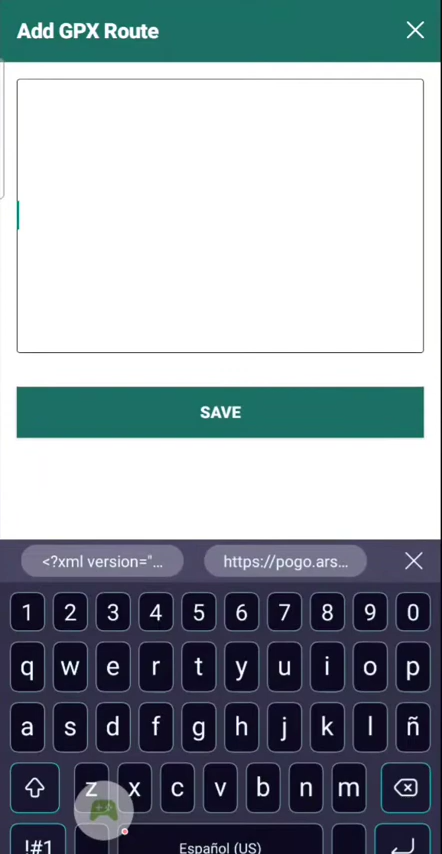 Add GPX Route
SAVE
<?xml version="... https://pogo.ars...
1 2 3 4 5 6 7 8 9 0
q w e r t y u i o p
a s d f g h j k l ñ
z x c v b n m
!#1 Español (US)